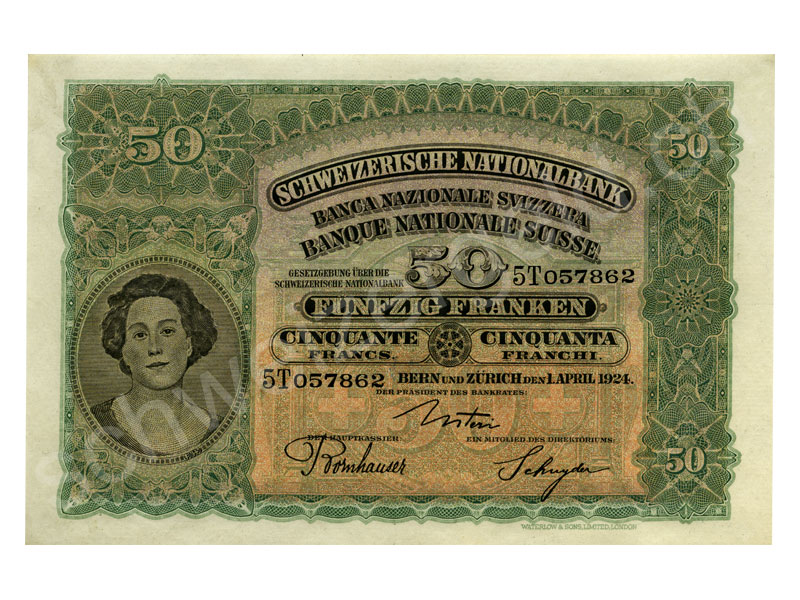 50
50
SCHWEIZERISCHE NATIONALBANK
BANCA NAZIONALE SVIZZERA
BANQUE NATIONALE SUISSE.
GESETZGEBUNG ÜBER DIE
SCHWEIZERISCHE NATIONALBANK
50
5T057862
FÜNFZIG FRANKEN
CINQUANTE
FRANCS.
CINQUANTA
FRANCHI.
5T057862
BERN UND ZÜRICH DEN 1. APRIL 1924.
DER PRÄSIDENT DES BANKRATES:
DER HAUPTKASSIER:
EIN MITGLIED DES DIREKTORIUMS:
Bornhauser
Schnyder
50
WATERLOW & SONS, LIMITED, LONDON